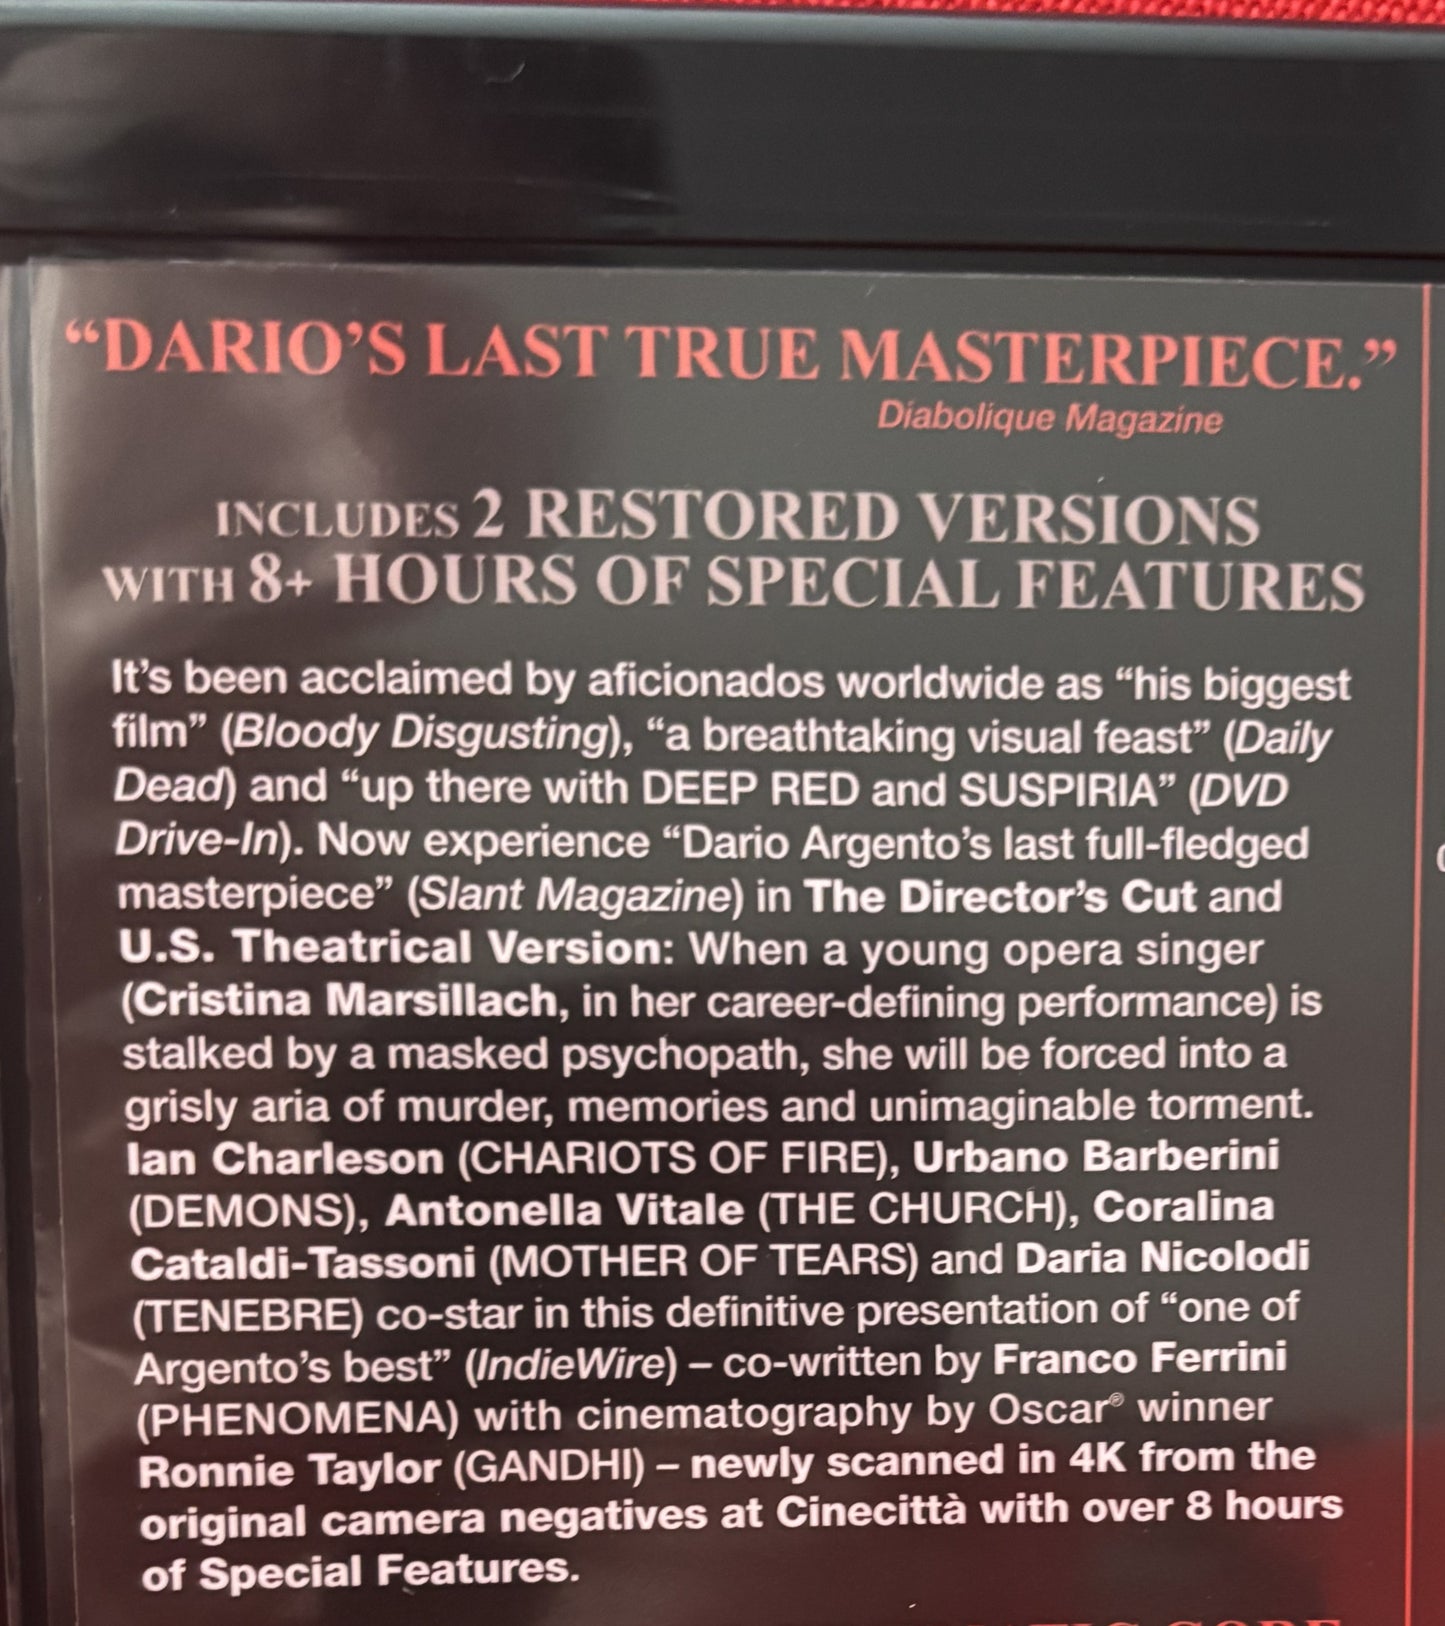 “DARIO’S LAST TRUE MASTERPIECE.”
Diabolique Magazine
INCLUDES 2 RESTORED VERSIONS
WITH 8+ HOURS OF SPECIAL FEATURES
It’s been acclaimed by aficionados worldwide as “his biggest
film” (Bloody Disgusting), “a breathtaking visual feast” (Daily
Dead) and “up there with DEEP RED and SUSPIRIA” (DVD
Drive-In). Now experience “Dario Argento’s last full-fledged
masterpiece” (Slant Magazine) in The Director’s Cut and
U.S. Theatrical Version: When a young opera singer
(Cristina Marsillach, in her career-defining performance) is
stalked by a masked psychopath, she will be forced into a
grisly aria of murder, memories and unimaginable torment.
Ian Charleson (CHARIOTS OF FIRE), Urbano Barberini
(DEMONS), Antonella Vitale (THE CHURCH), Coralina
Cataldi-Tassoni (MOTHER OF TEARS) and Daria Nicolodi
(TENEBRE) co-star in this definitive presentation of “one of
Argento’s best” (IndieWire) – co-written by Franco Ferrini
(PHENOMENA) with cinematography by Oscar® winner
Ronnie Taylor (GANDHI) – newly scanned in 4K from the
original camera negatives at Cinecittà with over 8 hours
of Special Features.